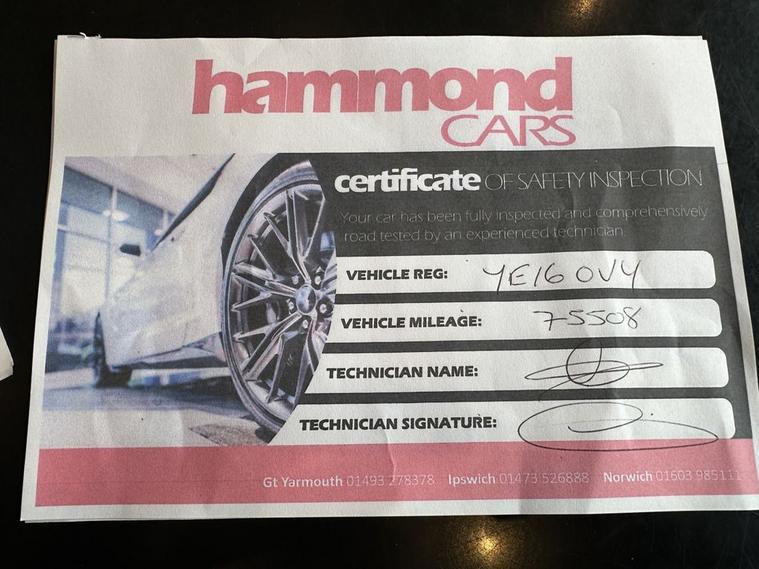 hammond
CARS
certificate OF SAFETY INSPECTION
Your car has been fully inspected and comprehensively
road tested by an experienced technician.
VEHICLE REG: YE16 OVY
VEHICLE MILEAGE: 75508
TECHNICIAN NAME:
TECHNICIAN SIGNATURE:
Gt Yarmouth 01493 278378 Ipswich 01473 526888 Norwich 01603 985111